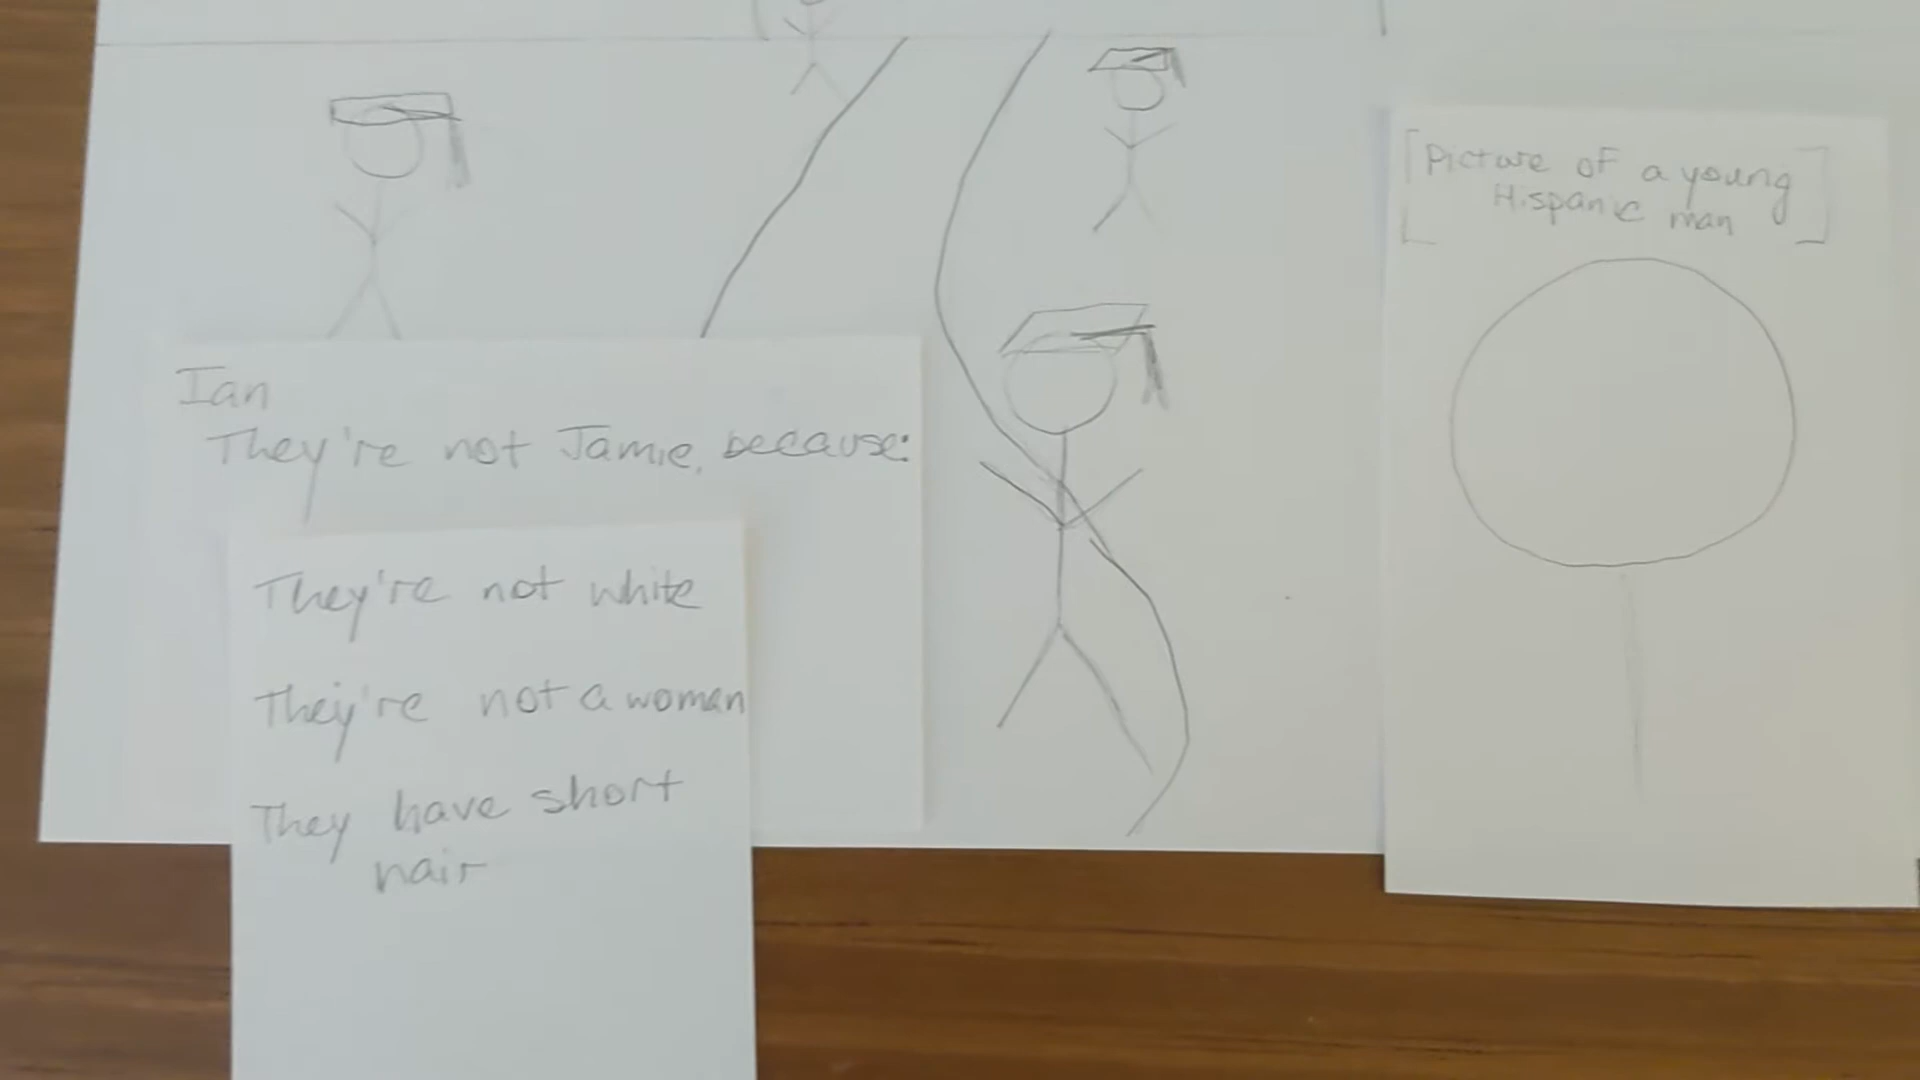 Ian
They're not Jamie, because:
They're not white
They're not a woman
They have short
hair
[Picture of a young
Hispanic man]